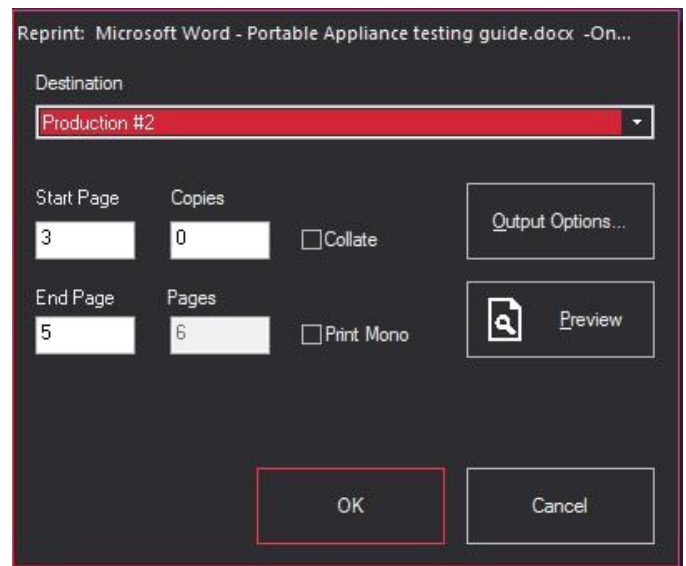 Reprint: Microsoft Word - Portable Appliance testing guide.docx -On...
Destination
Production #2
Start Page Copies
3 0 Collate
Output Options...
End Page Pages
5 6 Print Mono
Preview
OK Cancel